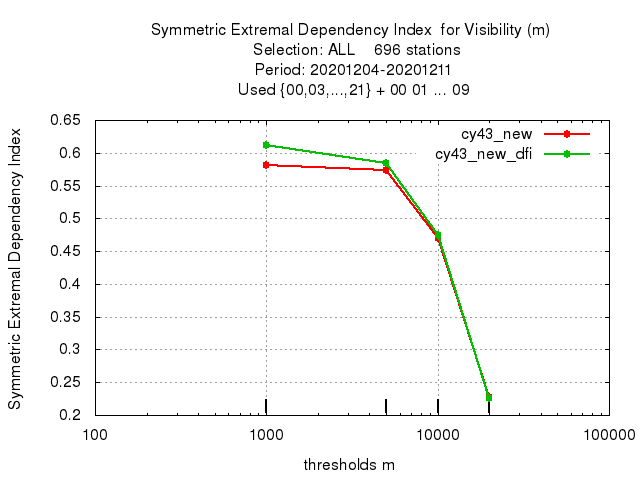 Symmetric Extremal Dependency Index  for Visibility (m)
Selection: ALL    696 stations
Period: 20201204-20201211
Used {00,03,...,21} + 00 01 ... 09
Symmetric Extremal Dependency Index
0.65
0.6
0.55
0.5
0.45
0.4
0.35
0.3
0.25
0.2
cy43_new
cy43_new_dfi
100
1000
10000
100000
thresholds m